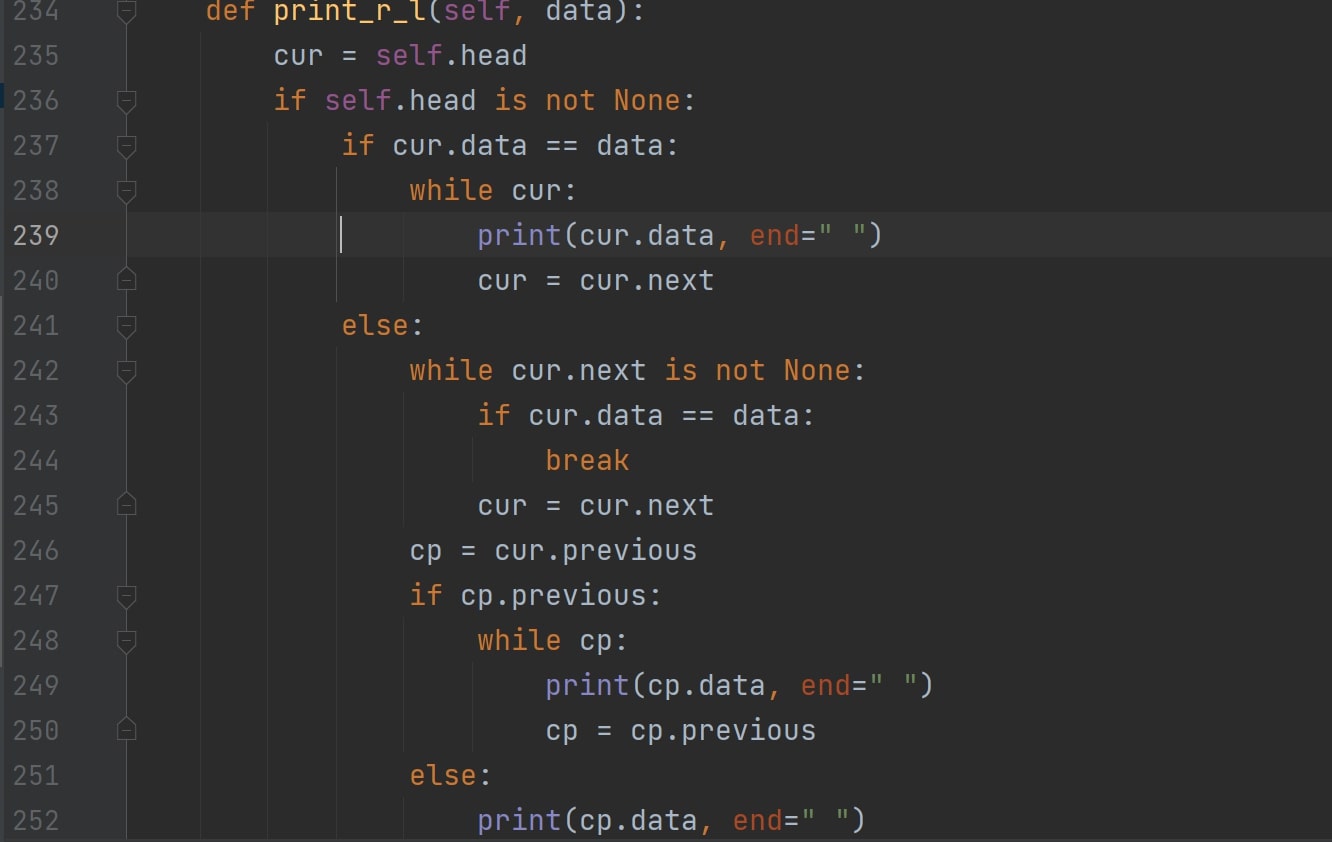 234 def print_r_l(self, data):
235 cur = self.head
236 if self.head is not None:
237 if cur.data == data:
238 while cur:
239 print(cur.data, end=" ")
240 cur = cur.next
241 else:
242 while cur.next is not None:
243 if cur.data == data:
244 break
245 cur = cur.next
246 cp = cur.previous
247 if cp.previous:
248 while cp:
249 print(cp.data, end=" ")
250 cp = cp.previous
251 else:
252 print(cp.data, end=" ")